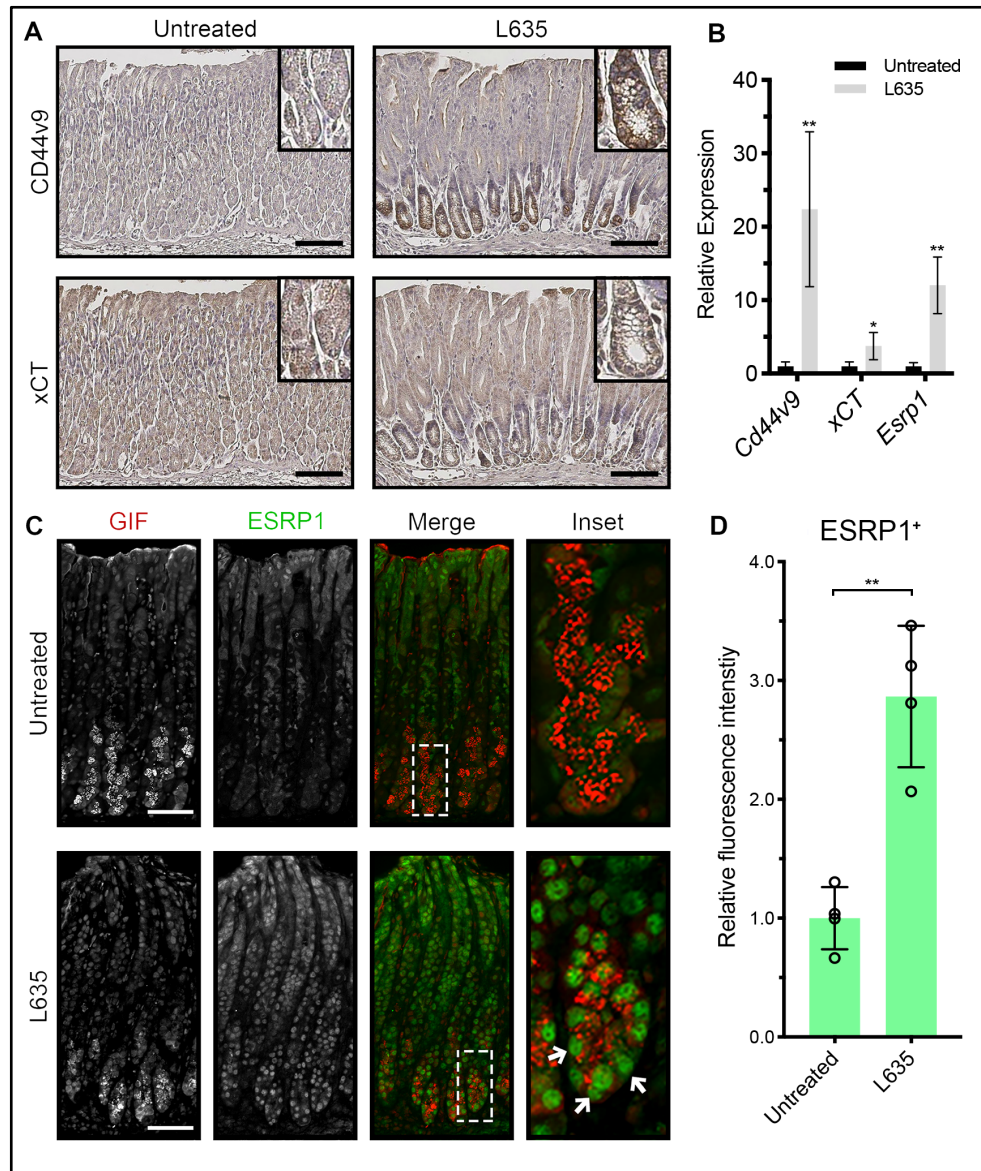 A
Untreated
L635
CD44v9
xCT
B
Untreated
L635
40
30
20
10
0
Relative Expression
**
*
**
Cd44v9
xCT
Esrp1
C
GIF
ESRP1
Merge
Inset
Untreated
L635
D
ESRP1⁺
4.0
3.0
2.0
1.0
0.0
Relative fluorescence intenstiy
**
Untreated
L635